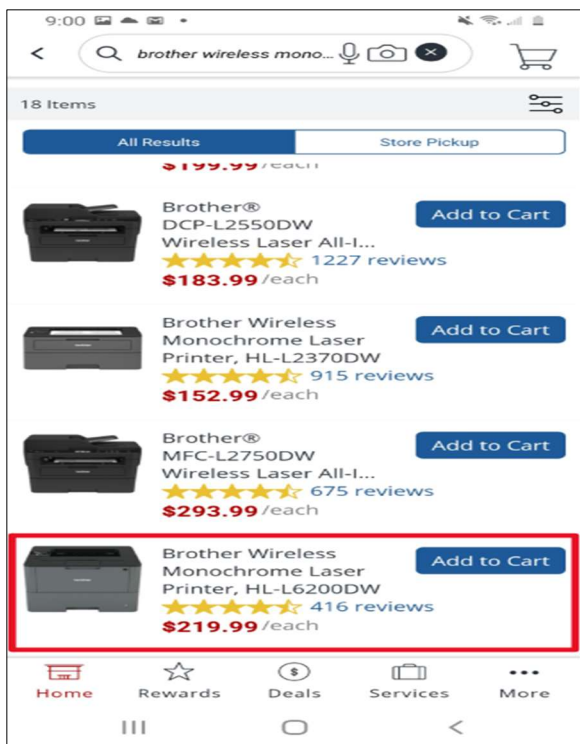 9:00
brother wireless mono...
18 Items
All Results
Store Pickup
$199.99/each
Brother®
DCP-L2550DW
Wireless Laser All-I...
1227 reviews
$183.99/each
Add to Cart
Brother Wireless
Monochrome Laser
Printer, HL-L2370DW
915 reviews
$152.99/each
Add to Cart
Brother®
MFC-L2750DW
Wireless Laser All-I...
675 reviews
$293.99/each
Add to Cart
Brother Wireless
Monochrome Laser
Printer, HL-L6200DW
416 reviews
$219.99/each
Add to Cart
Home
Rewards
Deals
Services
More